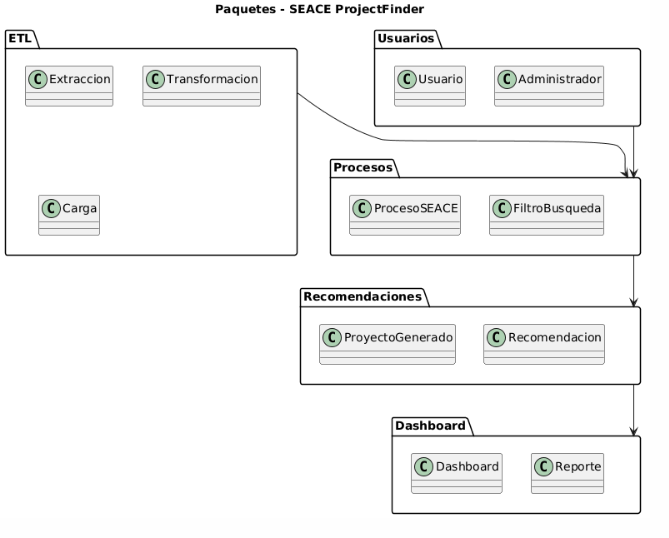 Paquetes - SEACE ProjectFinder
ETL
C Extraccion
C Transformacion
C Carga
Usuarios
C Usuario
C Administrador
Procesos
C ProcesoSEACE
C FiltroBusqueda
Recomendaciones
C ProyectoGenerado
C Recomendacion
Dashboard
C Dashboard
C Reporte